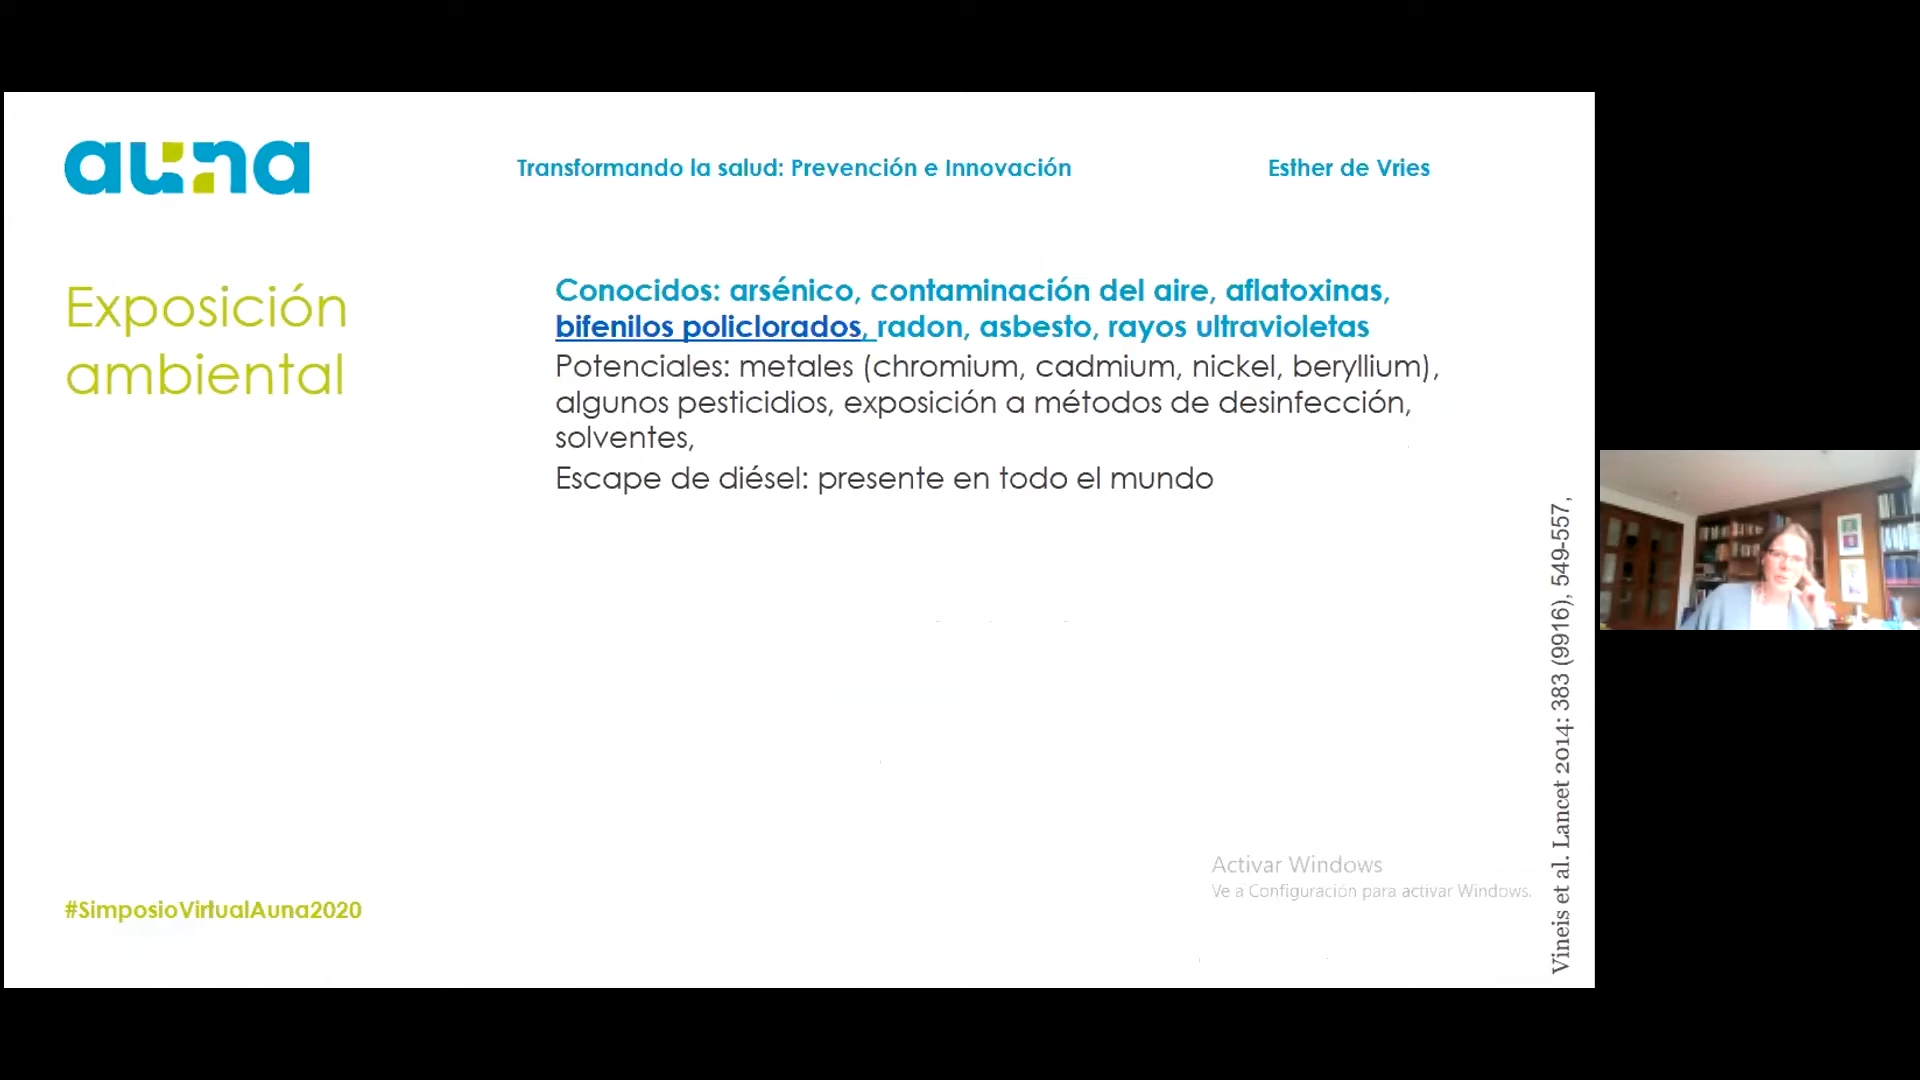 auna
Transformando la salud: Prevención e Innovación
Esther de Vries
Exposición
ambiental
Conocidos: arsénico, contaminación del aire, aflatoxinas,
bifenilos policlorados, radon, asbesto, rayos ultravioletas
Potenciales: metales (chromium, cadmium, nickel, beryllium),
algunos pesticidios, exposición a métodos de desinfección,
solventes,
Escape de diésel: presente en todo el mundo
Vineis et al. Lancet 2014: 383 (9916), 549-557,
Activar Windows
Ve a Configuración para activar Windows.
#SimposioVirtualAuna2020